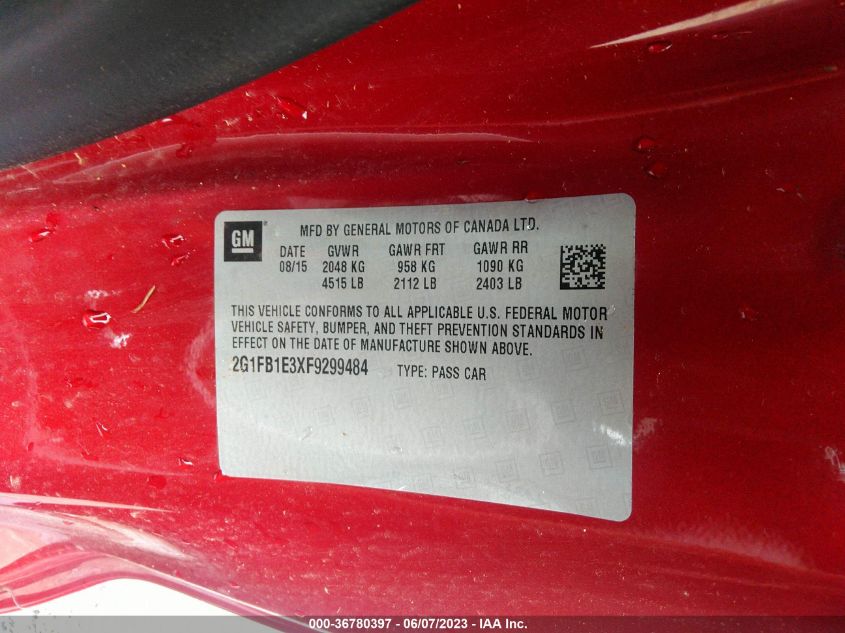 GM
MFD BY GENERAL MOTORS OF CANADA LTD.
DATE GVWR GAWR FRT GAWR RR
08/15 2048 KG 958 KG 1090 KG
4515 LB 2112 LB 2403 LB
THIS VEHICLE CONFORMS TO ALL APPLICABLE U.S. FEDERAL MOTOR
VEHICLE SAFETY, BUMPER, AND THEFT PREVENTION STANDARDS IN
EFFECT ON THE DATE OF MANUFACTURE SHOWN ABOVE.
2G1FB1E3XF9299484 TYPE: PASS CAR
000-36780397 - 06/07/2023 - IAA Inc.